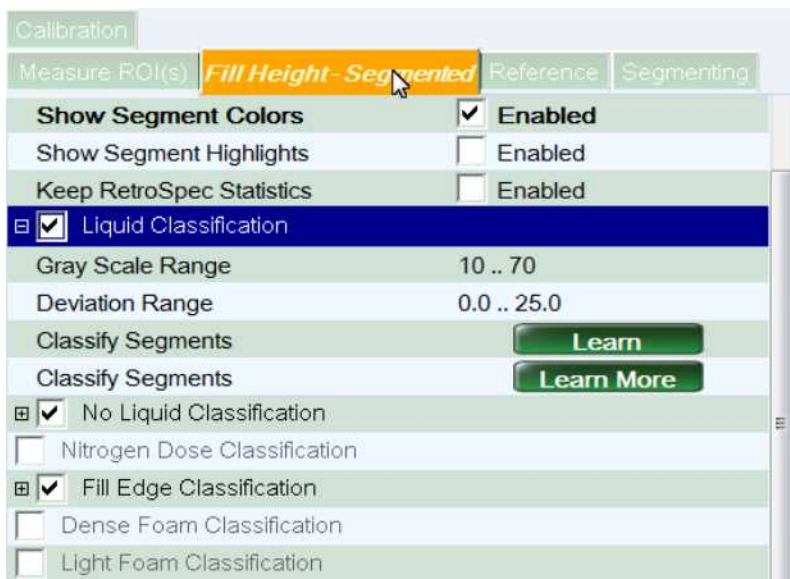 Calibration
Measure ROI(s) Fill Height - Segmented Reference Segmenting
Show Segment Colors Enabled
Show Segment Highlights Enabled
Keep RetroSpec Statistics Enabled
Liquid Classification
Gray Scale Range 10 .. 70
Deviation Range 0.0 .. 25.0
Classify Segments Learn
Classify Segments Learn More
No Liquid Classification
Nitrogen Dose Classification
Fill Edge Classification
Dense Foam Classification
Light Foam Classification